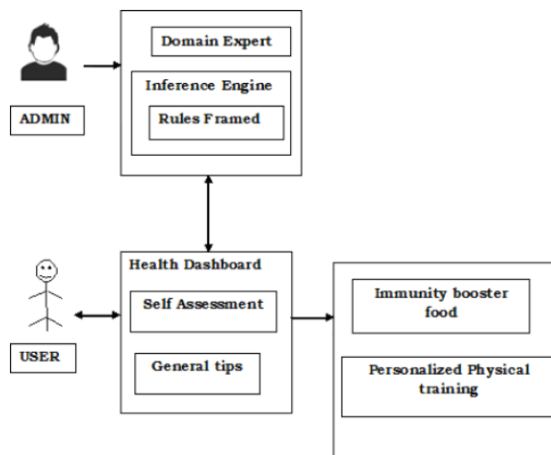 Domain Expert
Inference Engine
Rules Framed
ADMIN
Health Dashboard
Self Assessment
General tips
USER
Immunity booster
food
Personalized Physical
training